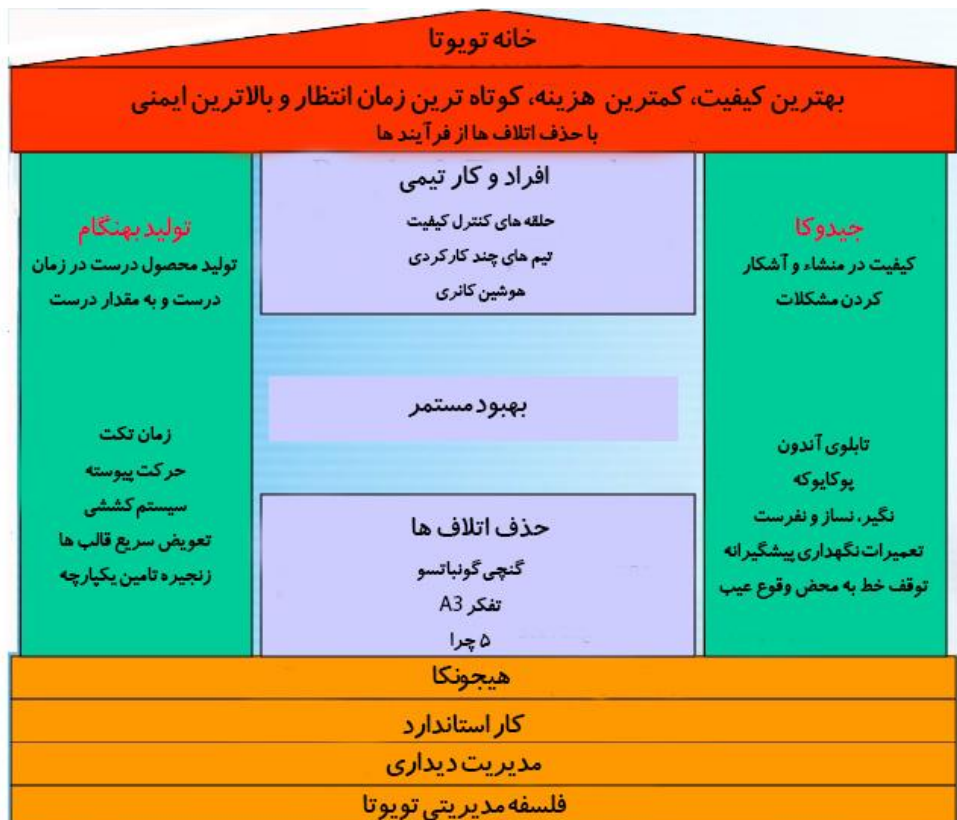 خانه تویوتا
بهترین کیفیت، کمترین هزینه، کوتاه ترین زمان انتظار و بالاترین ایمنی
با حذف اتلاف ها از فرآیند ها
جیدوکا
کیفیت در منشاء و آشکار
کردن مشکلات
تابلوی آندون
پوکایوکه
نگیر، نساز و نفرست
تعمیرات نگهداری پیشگیرانه
توقف خط به محض وقوع عیب
افراد و کار تیمی
حلقه های کنترل کیفیت
تیم های چند کارکردی
هوشین کانری
بهبود مستمر
حذف اتلاف ها
گنچی گونباتسو
تفکر A3
۵ چرا
تولید بهنگام
تولید محصول درست در زمان
درست و به مقدار درست
زمان تکت
حرکت پیوسته
سیستم کششی
تعویض سریع قالب ها
زنجیره تامین یکپارچه
هیجونکا
کار استاندارد
مدیریت دیداری
فلسفه مدیریتی تویوتا